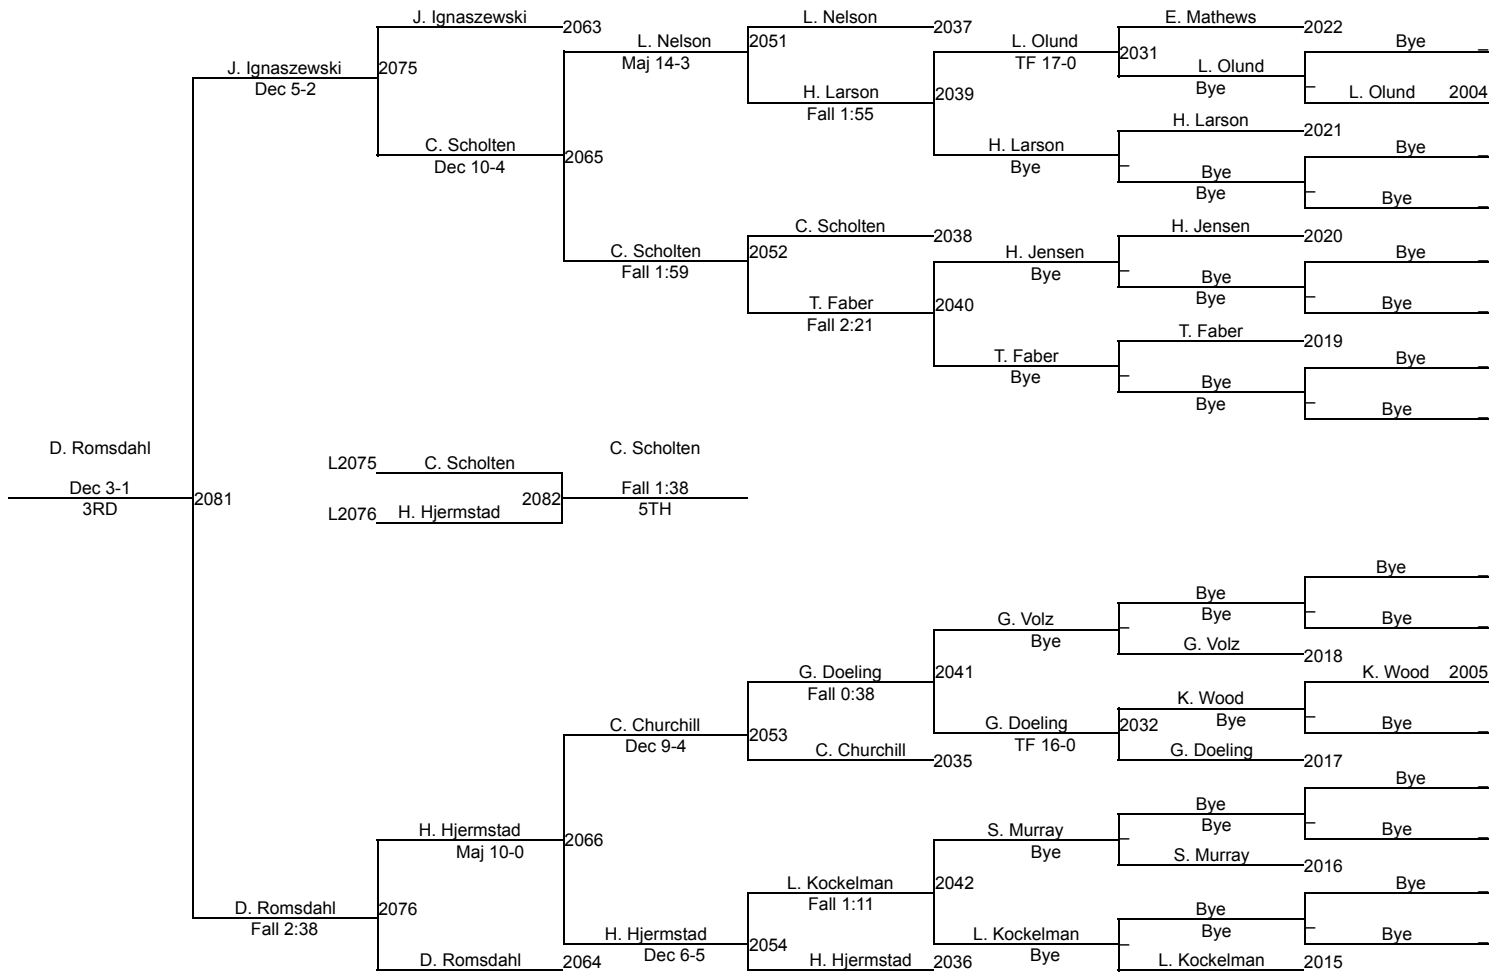 J. Ignaszewski
L. Nelson
E. Mathews
2063
2037
2022
L. Nelson
2051
L. Olund
Bye
Maj 14-3
TF 17-0
2031
J. Ignaszewski
2075
L. Olund
Dec 5-2
Bye
H. Larson
2039
L. Olund 2004
Fall 1:55
H. Larson
2021
C. Scholten
H. Larson
Bye
Dec 10-4
2065
Bye
Bye
Bye
Bye
C. Scholten
H. Jensen
2038
2020
C. Scholten
2052
H. Jensen
Bye
Fall 1:59
Bye
Bye
Bye
T. Faber
2040
Bye
Fall 2:21
T. Faber
2019
T. Faber
Bye
Bye
Bye
Bye
Bye
D. Romsdahl
C. Scholten
L2075
C. Scholten
Dec 3-1
Fall 1:38
2081
2082
3RD
5TH
L2076
H. Hjermstad
Bye
Bye
Bye
G. Volz
Bye
Bye
G. Volz
2018
G. Doeling
2041
K. Wood 2005
Fall 0:38
K. Wood
C. Churchill
2053
G. Doeling
2032
Bye
Bye
Dec 9-4
TF 16-0
C. Churchill
2035
G. Doeling
2017
Bye
Bye
H. Hjermstad
2066
S. Murray
Bye
Bye
Maj 10-0
Bye
S. Murray
2016
L. Kockelman
2042
Bye
Fall 1:11
D. Romsdahl
2076
Bye
Fall 2:38
H. Hjermstad
2054
L. Kockelman
Bye
Bye
Dec 6-5
Bye
D. Romsdahl
2064
H. Hjermstad
2036
L. Kockelman
2015